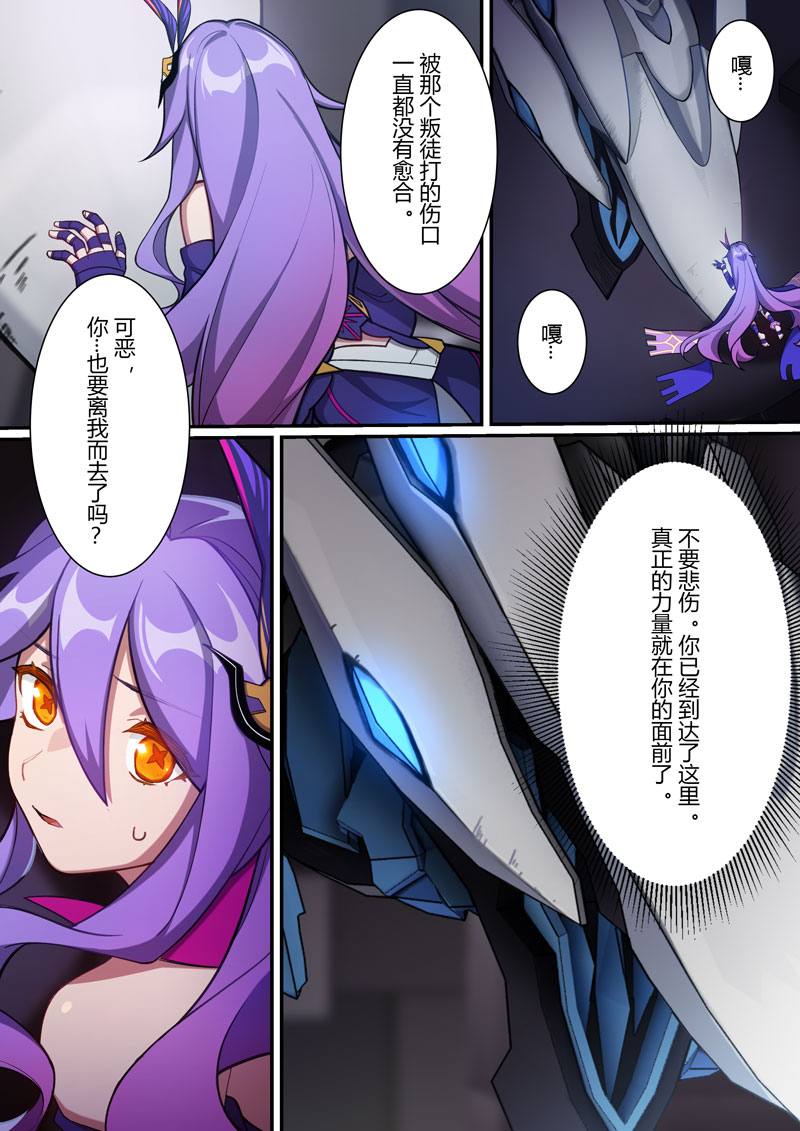 嘎…
嘎…
被那个叛徒打的伤口
一直都没有愈合。
可恶，
你…也要离我而去了吗？
不要悲伤。你已经到达了这里。
真正的力量就在你的面前了。